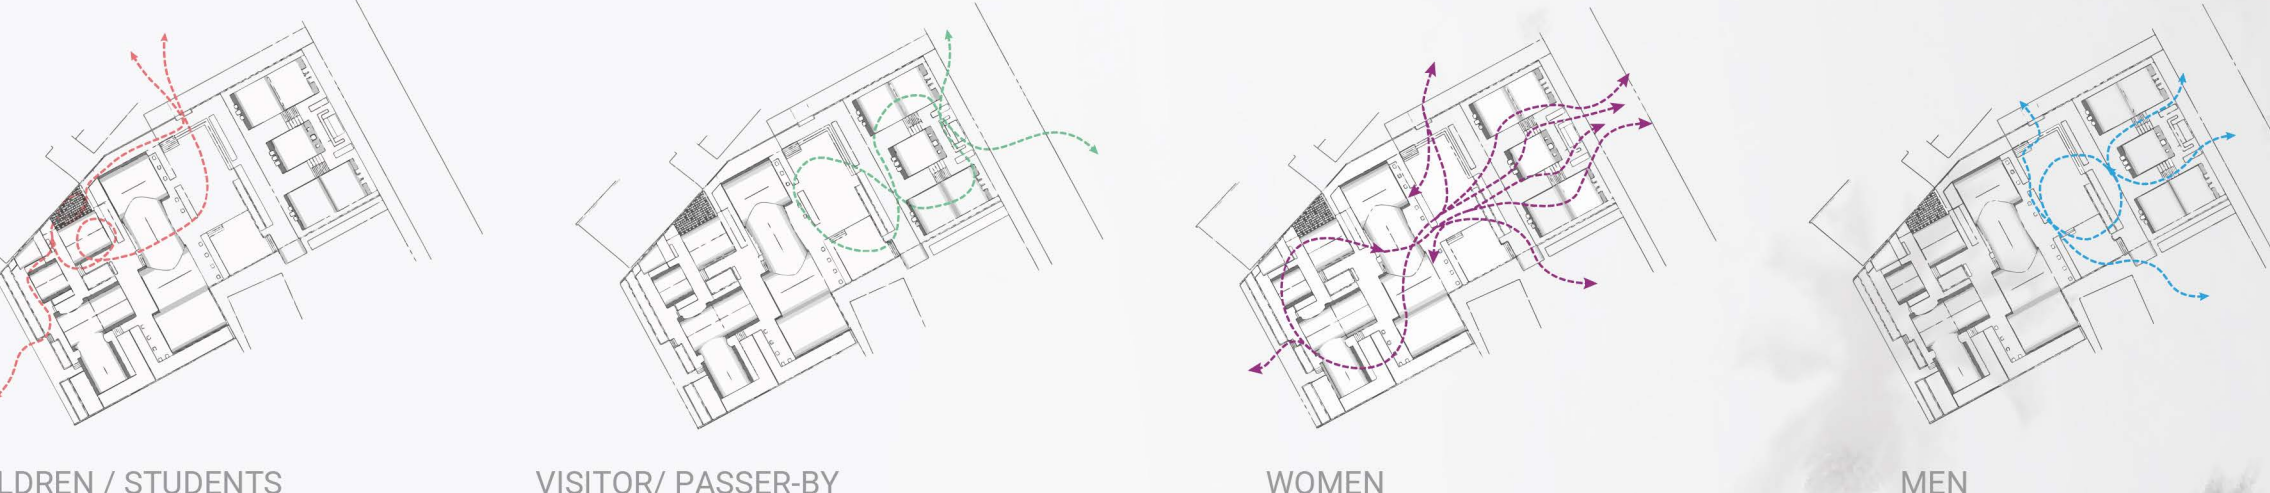 LDREN / STUDENTS
VISITOR/ PASSER-BY
WOMEN
MEN